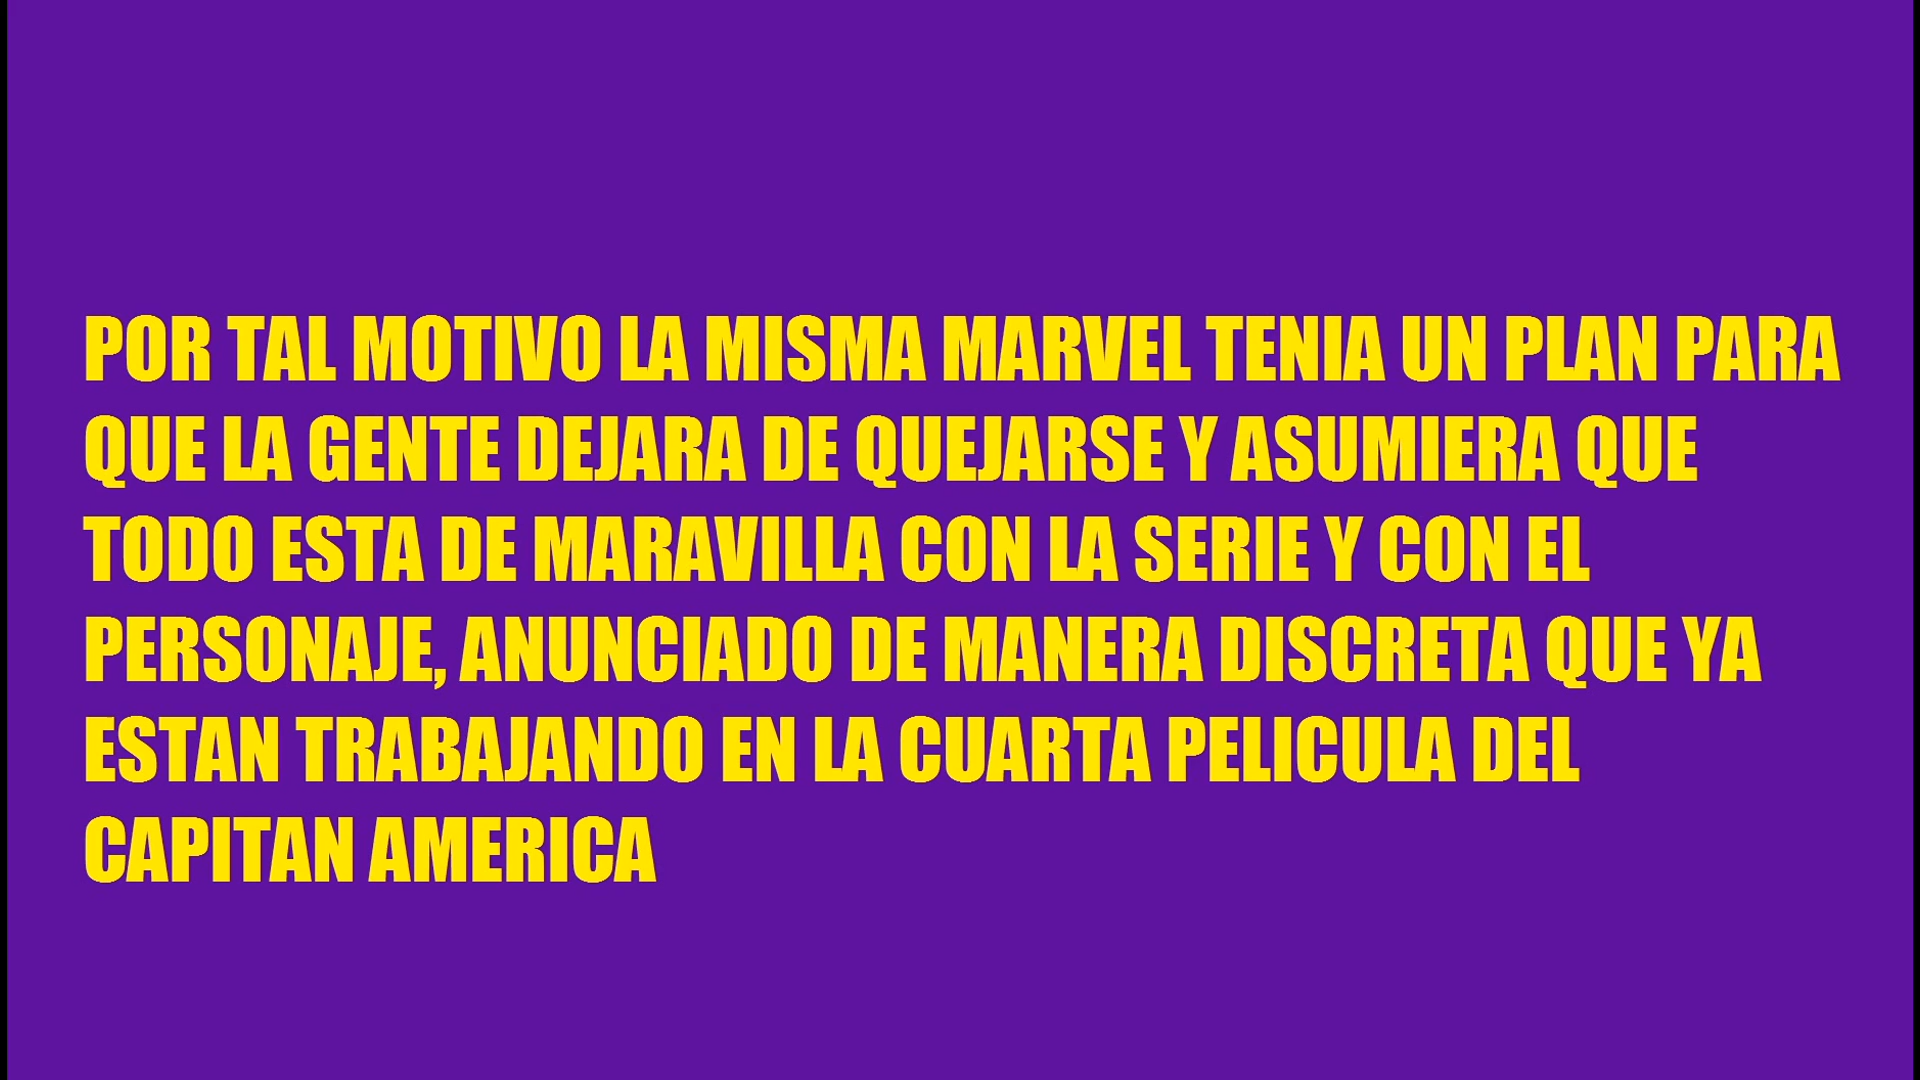 POR TAL MOTIVO LA MISMA MARVEL TENIA UN PLAN PARA
QUE LA GENTE DEJARA DE QUEJARSE Y ASUMIERA QUE
TODO ESTA DE MARAVILLA CON LA SERIE Y CON EL
PERSONAJE, ANUNCIADO DE MANERA DISCRETA QUE YA
ESTAN TRABAJANDO EN LA CUARTA PELICULA DEL
CAPITAN AMERICA